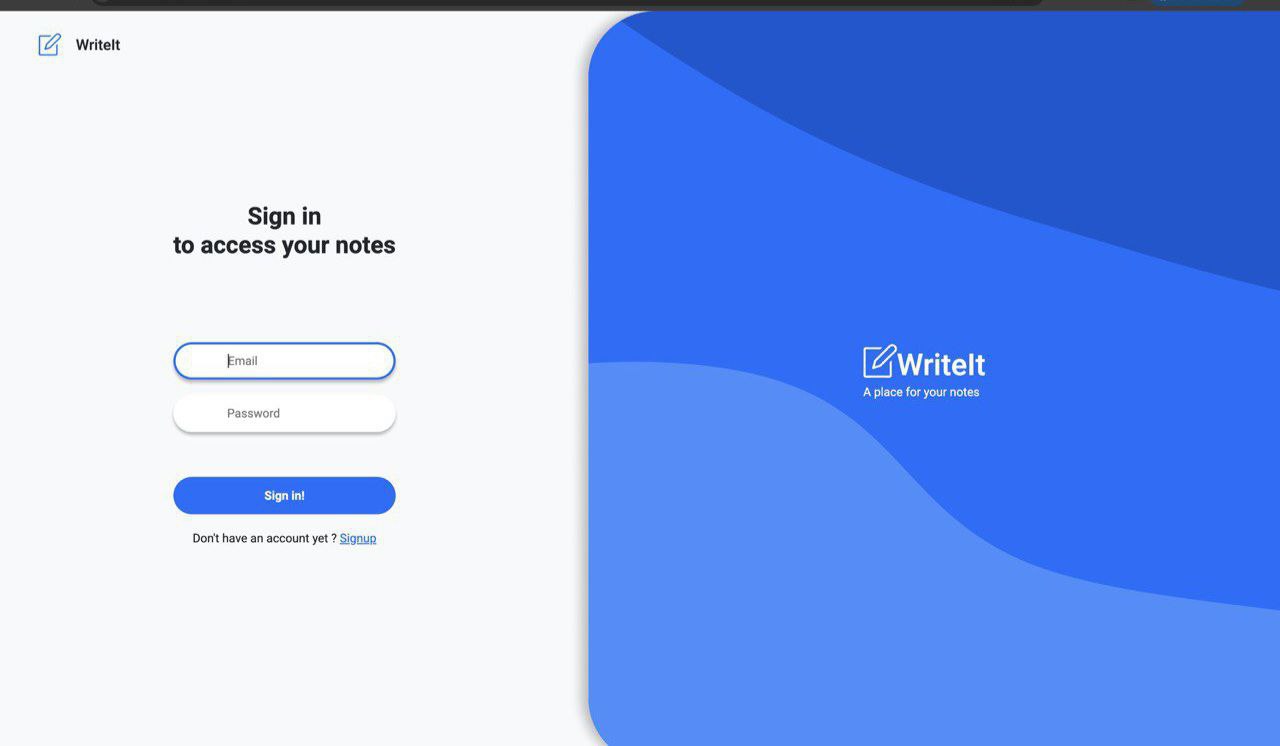 WriteIt
Sign in
to access your notes
Email
Password
Sign in!
Don't have an account yet ? Signup
WriteIt
A place for your notes